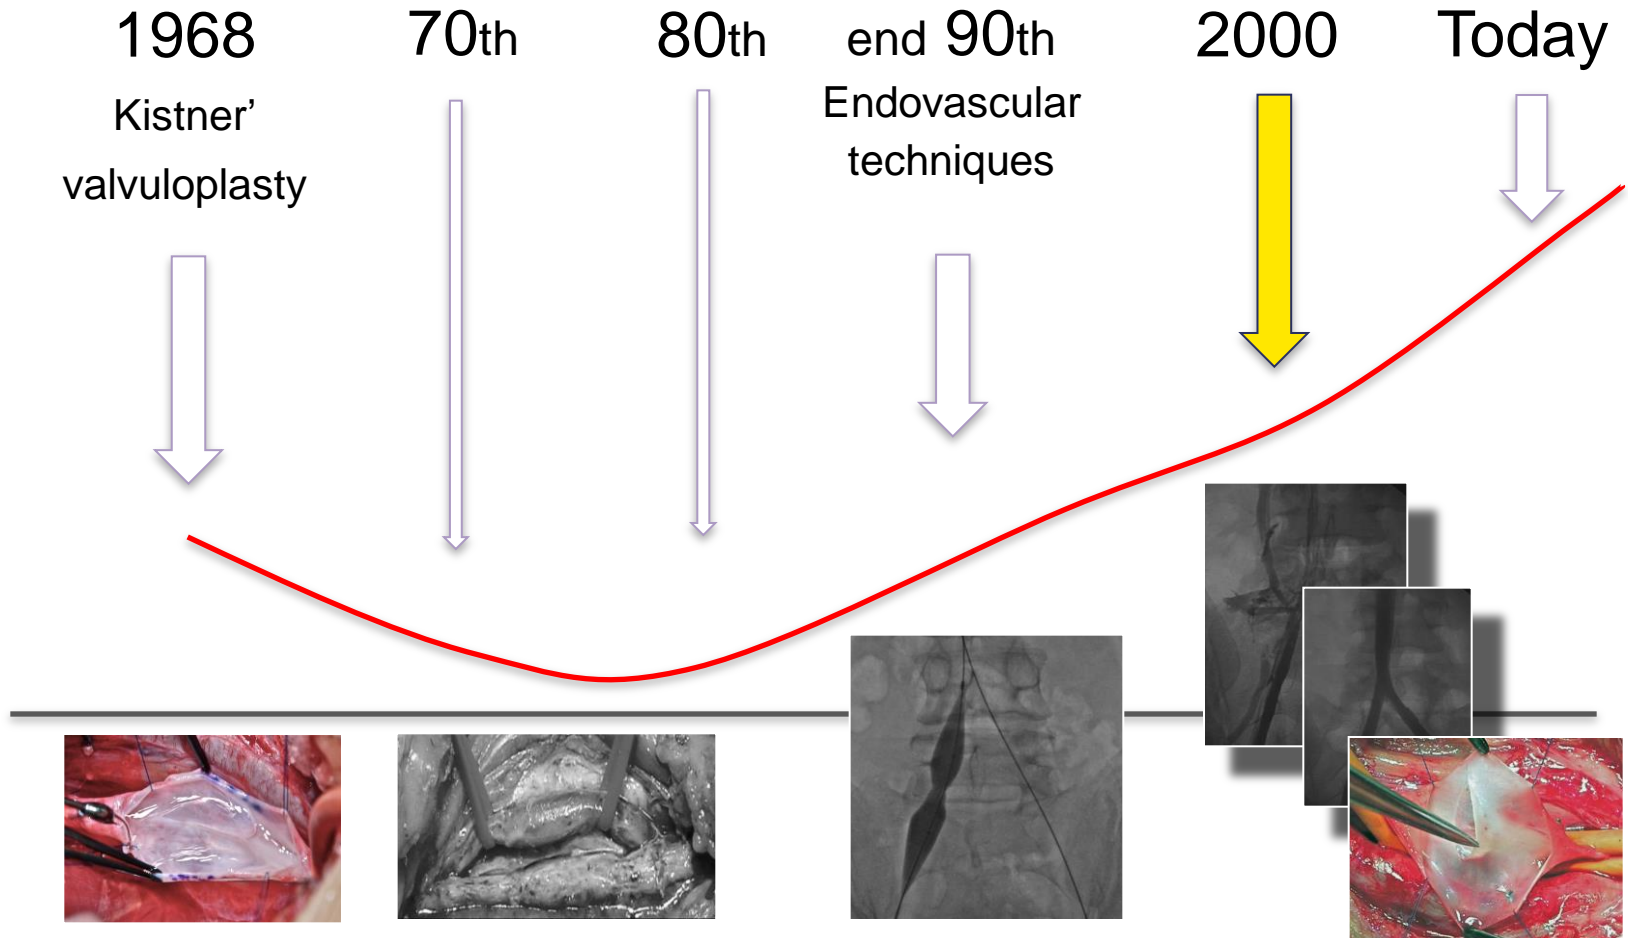 1968
70th
80th
end 90th
2000
Today
Kistner’
valvuloplasty
Endovascular
techniques